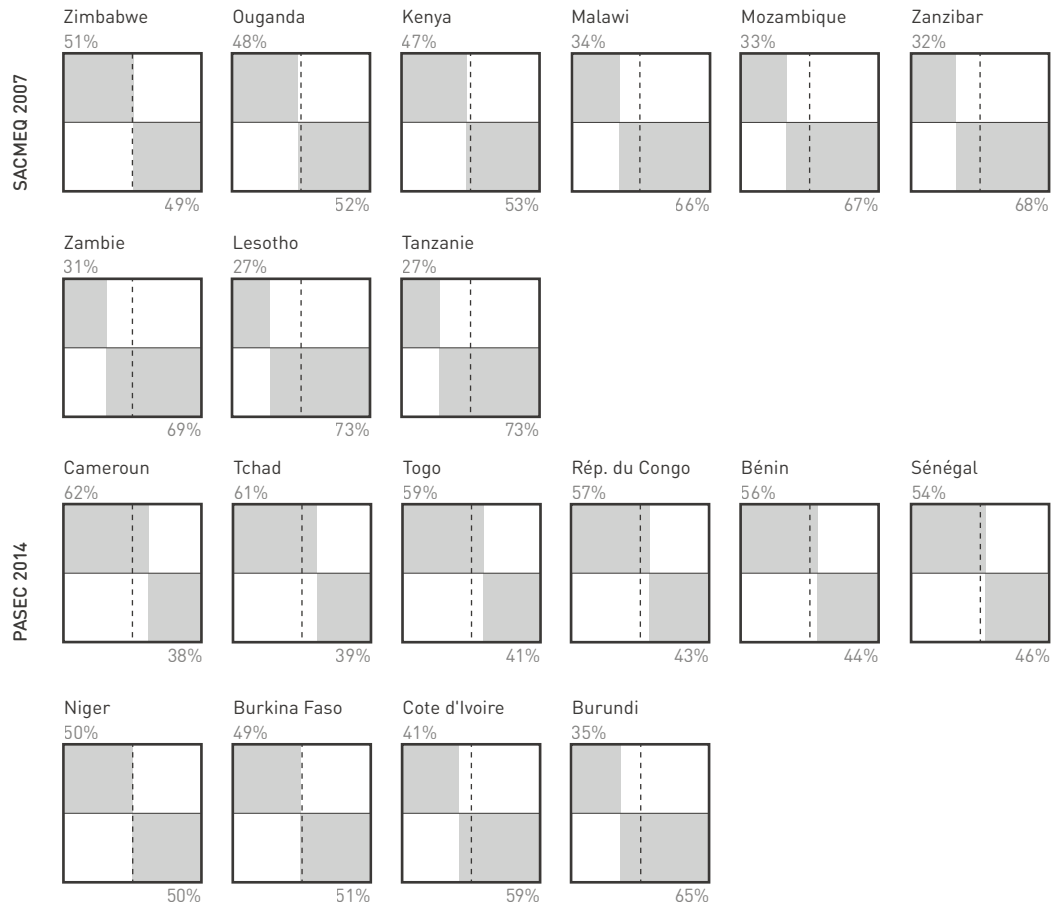 SACMEQ 2007
Zimbabwe Ouganda Kenya Malawi Mozambique Zanzibar
51% 48% 47% 34% 33% 32%
49% 52% 53% 66% 67% 68%
Zambie Lesotho Tanzanie
31% 27% 27%
69% 73% 73%
PASEC 2014
Cameroun Tchad Togo Rép. du Congo Bénin Sénégal
62% 61% 59% 57% 56% 54%
38% 39% 41% 43% 44% 46%
Niger Burkina Faso Cote d'Ivoire Burundi
50% 49% 41% 35%
50% 51% 59% 65%